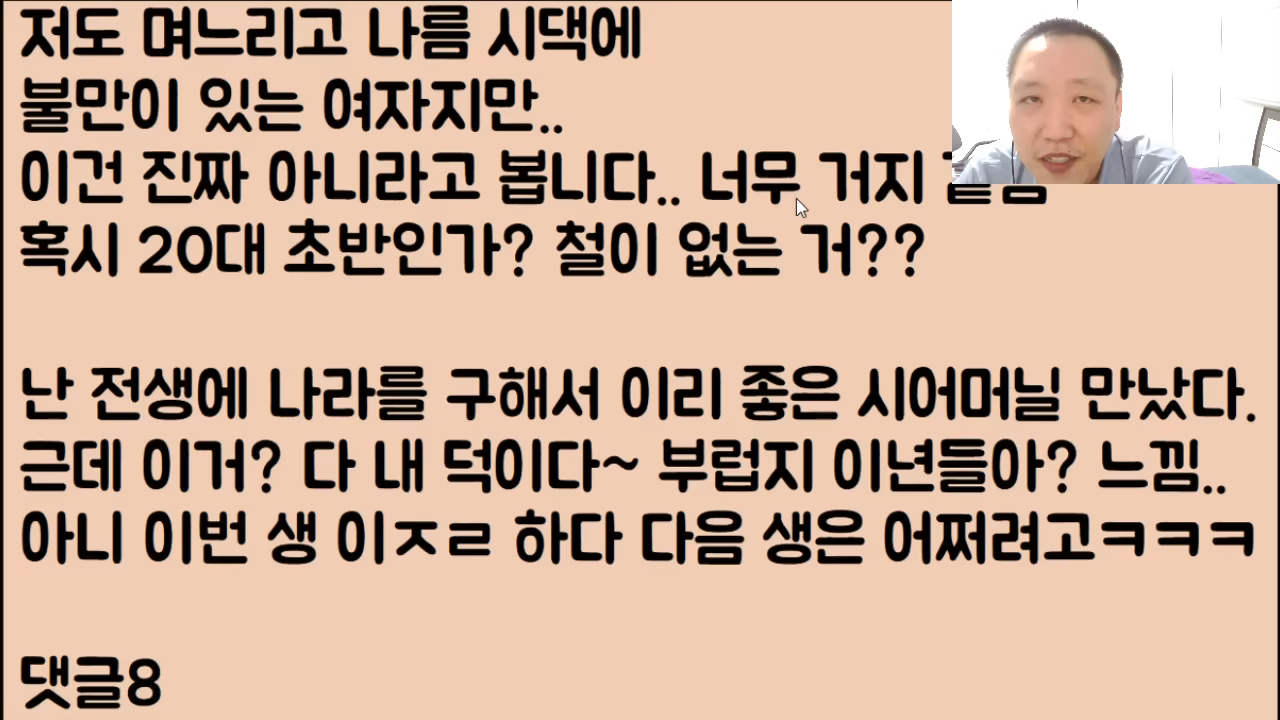 저도 며느리고 나름 시댁에
불만이 있는 여자지만..
이건 진짜 아니라고 봅니다.. 너무 거지
혹시 20대 초반인가? 철이 없는 거??
난 전생에 나라를 구해서 이리 좋은 시어머닐 만났다.
근데 이거? 다 내 덕이다~ 부럽지 이년들아? 느낌..
아니 이번 생 이ㅈㄹ 하다 다음 생은 어쩌려고ㅋㅋㅋ
댓글8